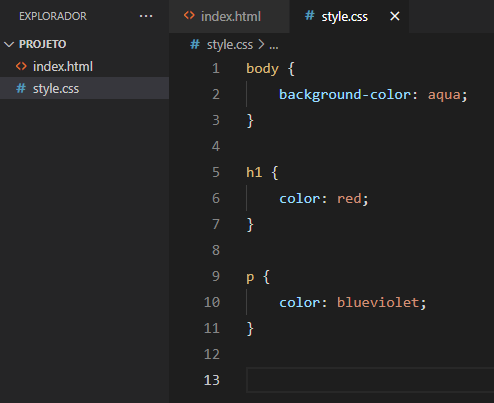 EXPLORADOR ...
PROJETO
<> index.html
# style.css
<> index.html # style.css ×
# style.css > ...
1 body {
2 background-color: aqua;
3 }
4
5 h1 {
6 color: red;
7 }
8
9 p {
10 color: blueviolet;
11 }
12
13